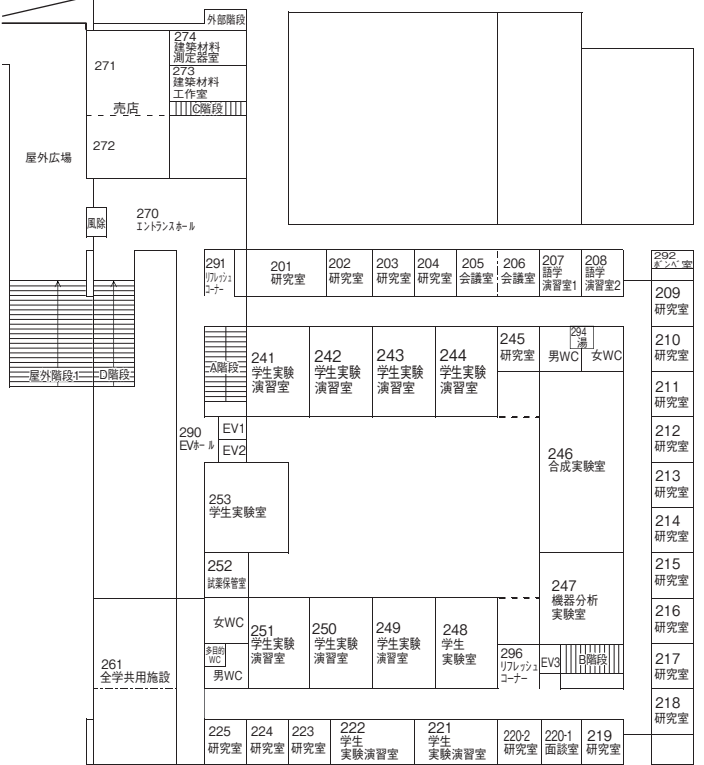 外部階段
274
建築材料
測定器室
271
273
建築材料
工作室
C階段
売店
272
屋外広場
風除
270
エントランスホール
291
リフレッシュ
コーナー
201
研究室
202
研究室
203
研究室
204
研究室
205
会議室
206
会議室
207
語学
演習室1
208
語学
演習室2
292
ボンベ室
209
研究室
屋外階段1
D階段
A階段
241
学生実験
演習室
242
学生実験
演習室
243
学生実験
演習室
244
学生実験
演習室
245
研究室
294
湯
男WC
女WC
210
研究室
211
研究室
290
EVホール
EV1
EV2
246
合成実験室
212
研究室
213
研究室
253
学生実験室
214
研究室
252
試薬保管室
247
機器分析
実験室
215
研究室
216
研究室
女WC
多目的
WC
男WC
251
学生実験
演習室
250
学生実験
演習室
249
学生実験
演習室
248
学生
実験室
296
リフレッシュ
コーナー
EV3
B階段
217
研究室
261
全学共用施設
218
研究室
225
研究室
224
研究室
223
研究室
222
学生
実験演習室
221
学生
実験演習室
220-2
研究室
220-1
面談室
219
研究室